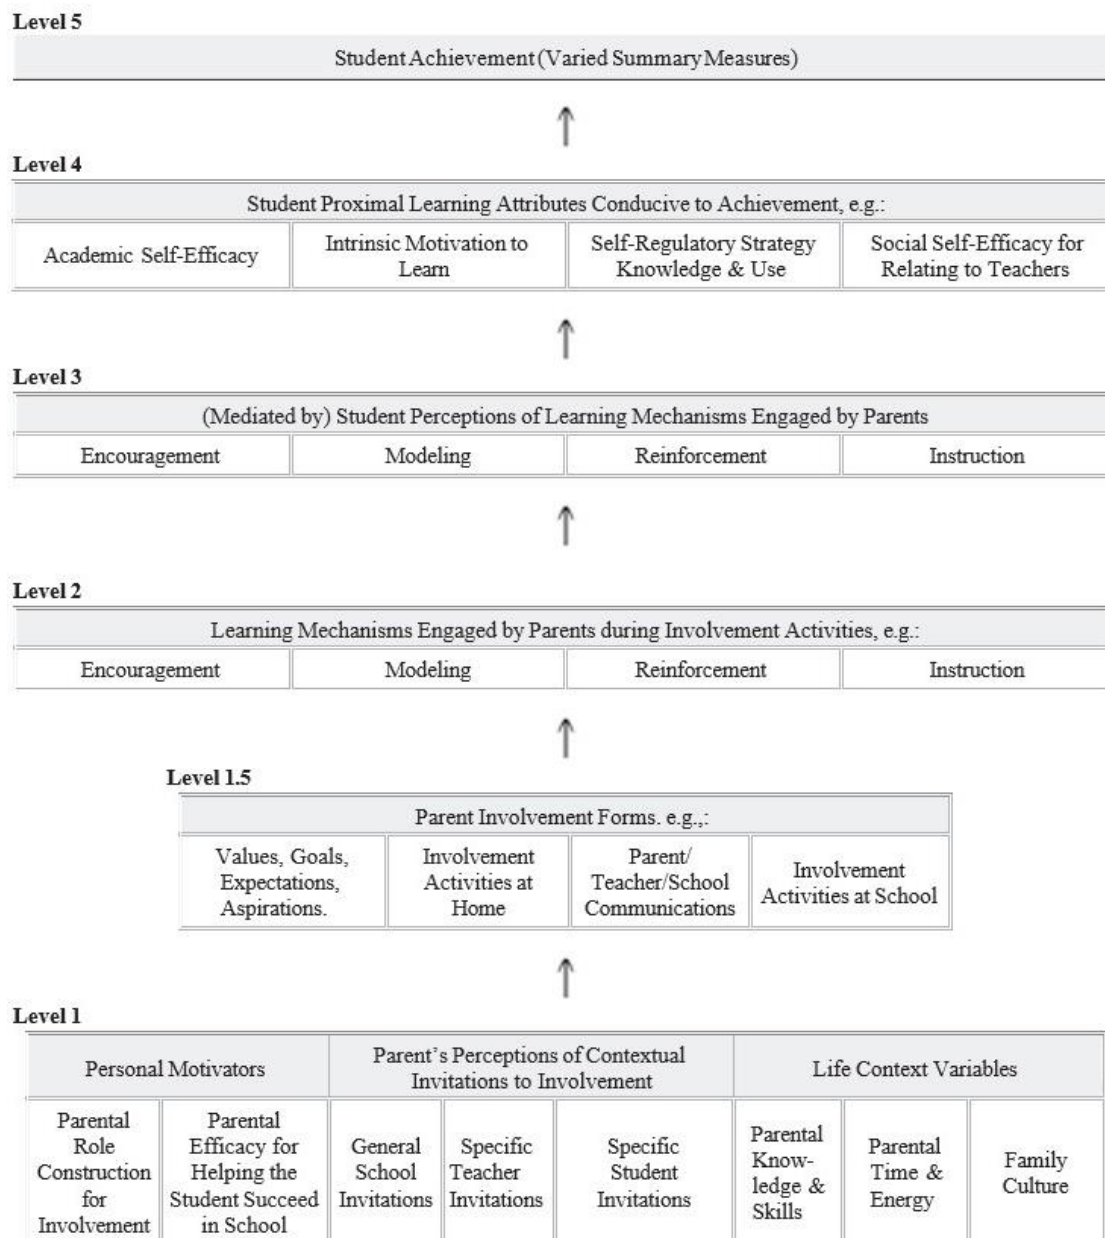 Level 5
Student Achievement (Varied Summary Measures)
Level 4
Student Proximal Learning Attributes Conducive to Achievement, e.g.:
Academic Self-Efficacy
Intrinsic Motivation to
Learn
Self-Regulatory Strategy
Knowledge & Use
Social Self-Efficacy for
Relating to Teachers
Level 3
(Mediated by) Student Perceptions of Learning Mechanisms Engaged by Parents
Encouragement
Modeling
Reinforcement
Instruction
Level 2
Learning Mechanisms Engaged by Parents during Involvement Activities, e.g.:
Encouragement
Modeling
Reinforcement
Instruction
Level 1.5
Parent Involvement Forms. e.g.,:
Values, Goals,
Expectations,
Aspirations.
Involvement
Activities at
Home
Parent/
Teacher/School
Communications
Involvement
Activities at School
Level 1
Personal Motivators
Parent's Perceptions of Contextual
Invitations to Involvement
Life Context Variables
Parental
Role
Construction
for
Involvement
Parental
Efficacy for
Helping the
Student Succeed
in School
General
School
Invitations
Specific
Teacher
Invitations
Specific
Student
Invitations
Parental
Know-
ledge &
Skills
Parental
Time &
Energy
Family
Culture